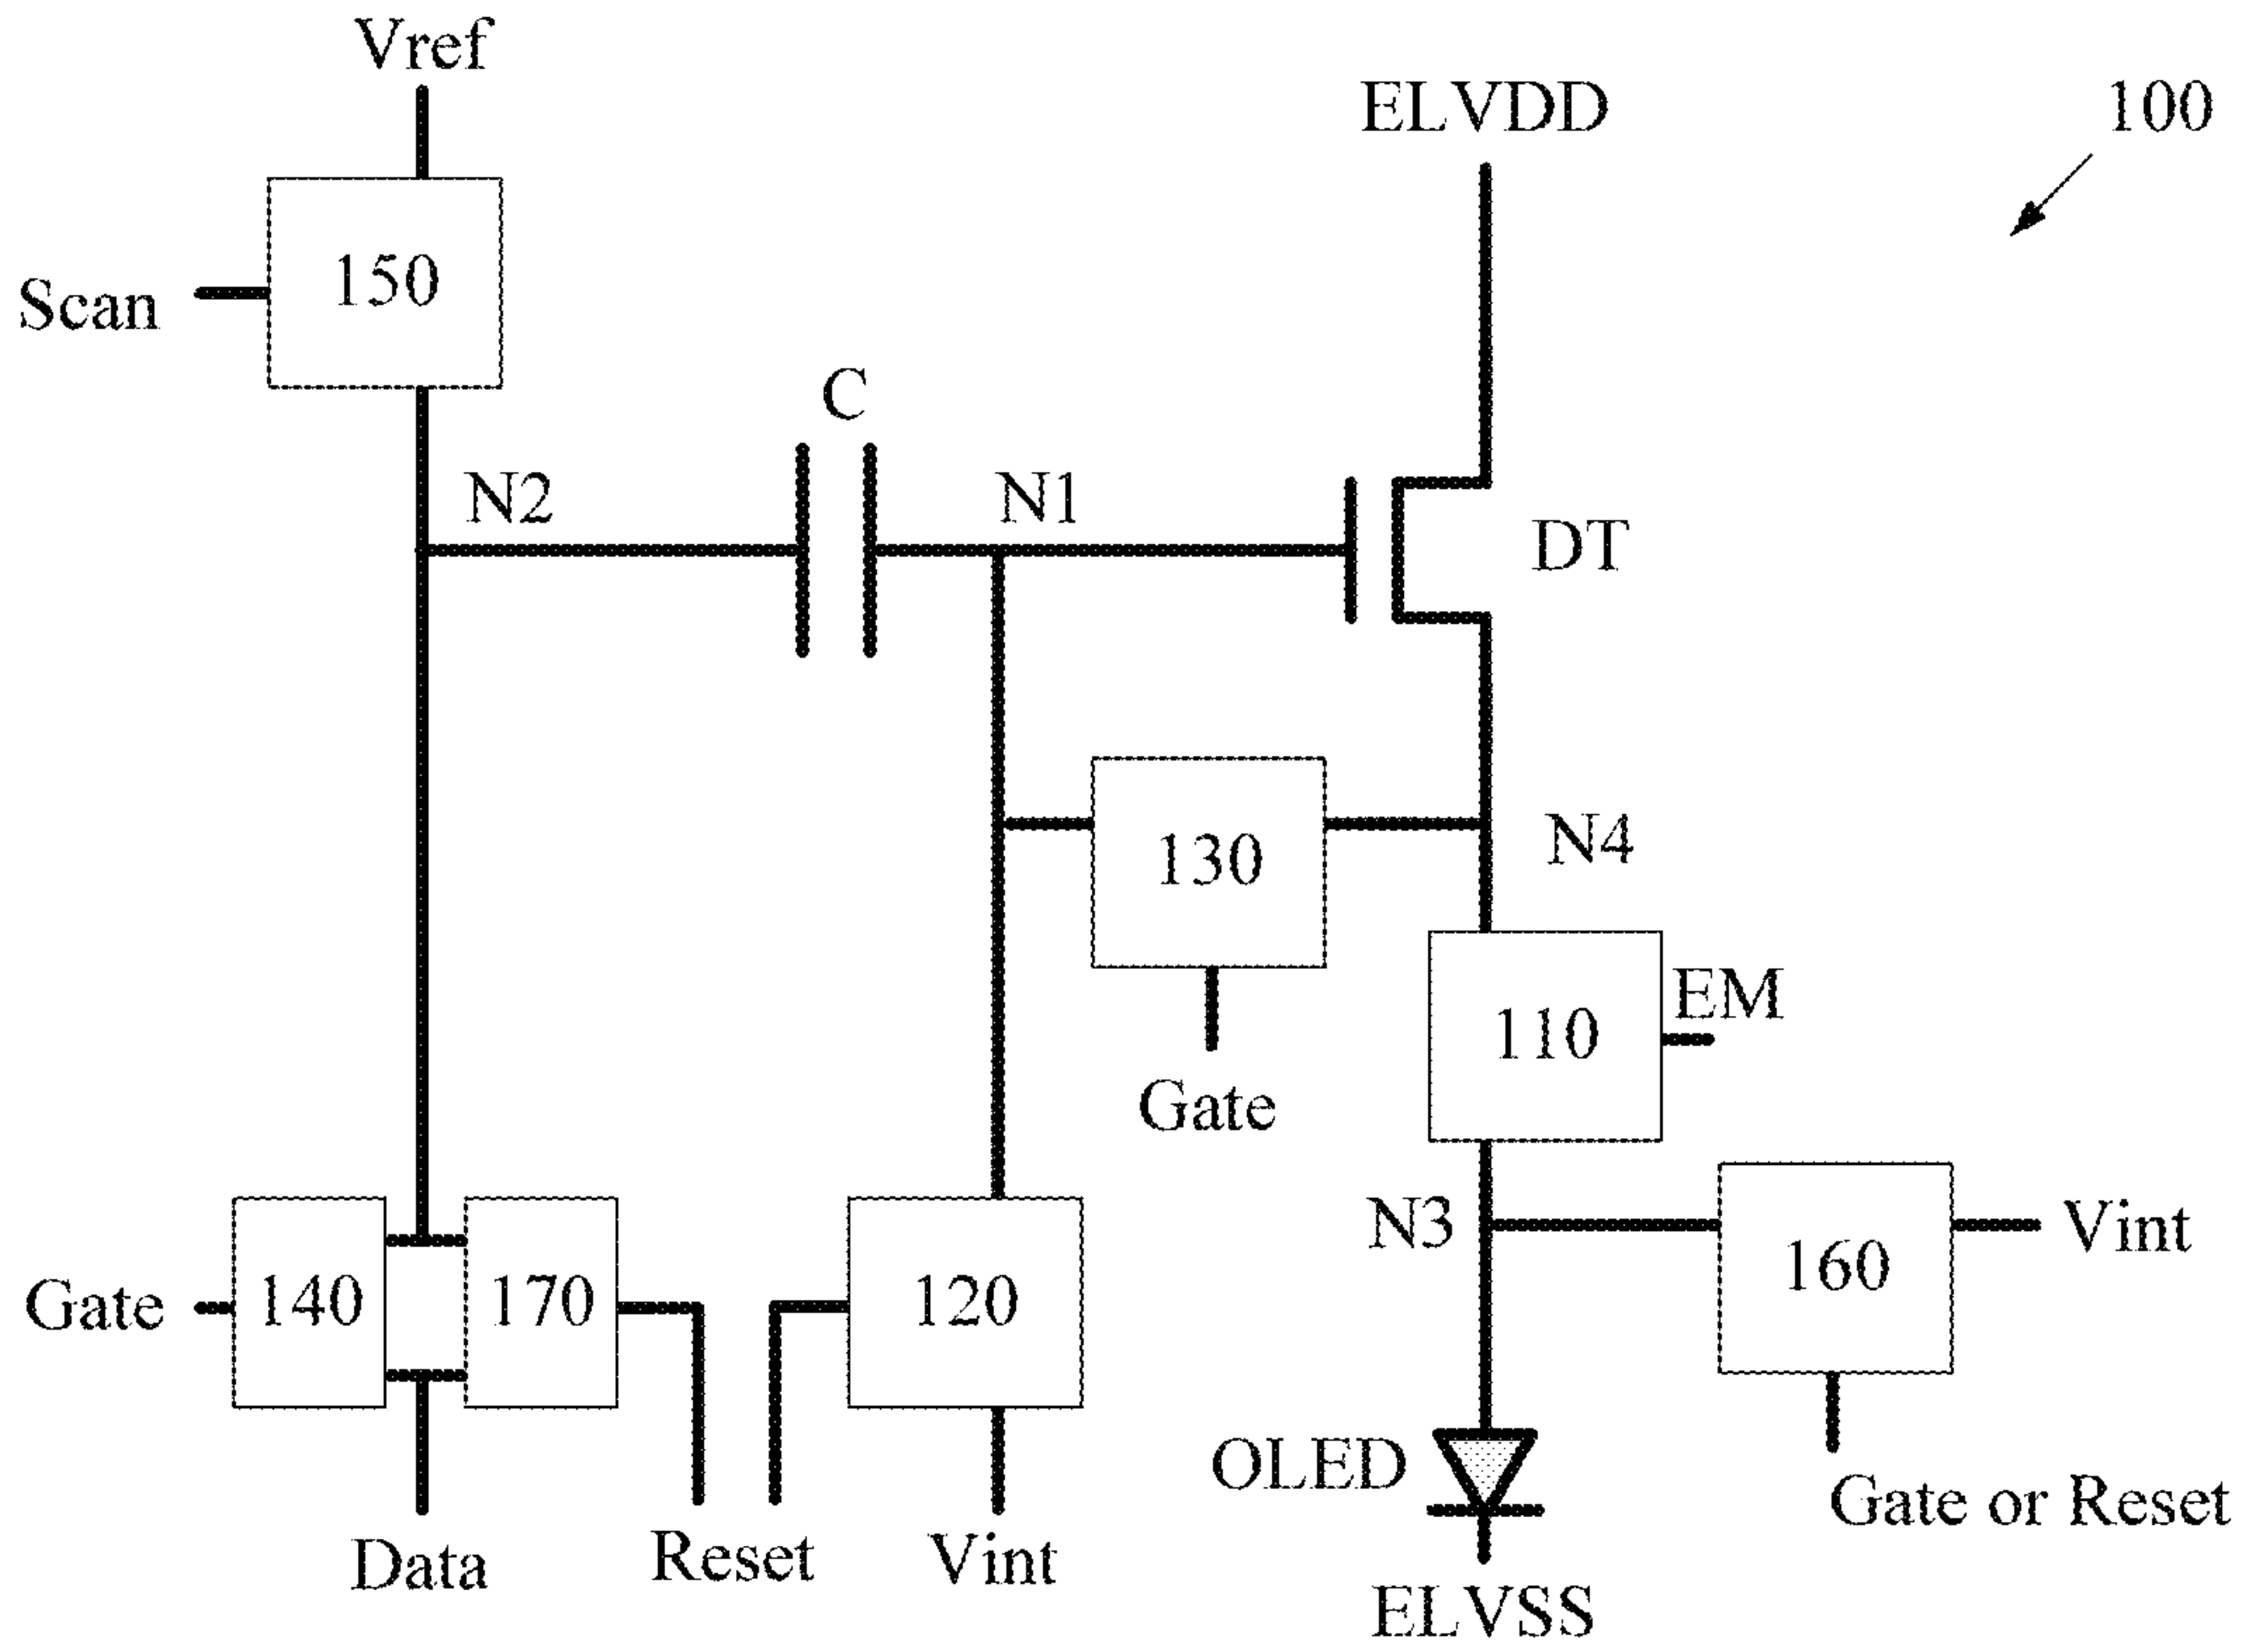 Vref
ELVDD
100
150
Scan
C
N2
N1
DT
N4
130
EM
110
Gate
N3
Vint
160
Gate
140
170
120
OLED
Gate or Reset
Data
Reset
Vint
ELVSS